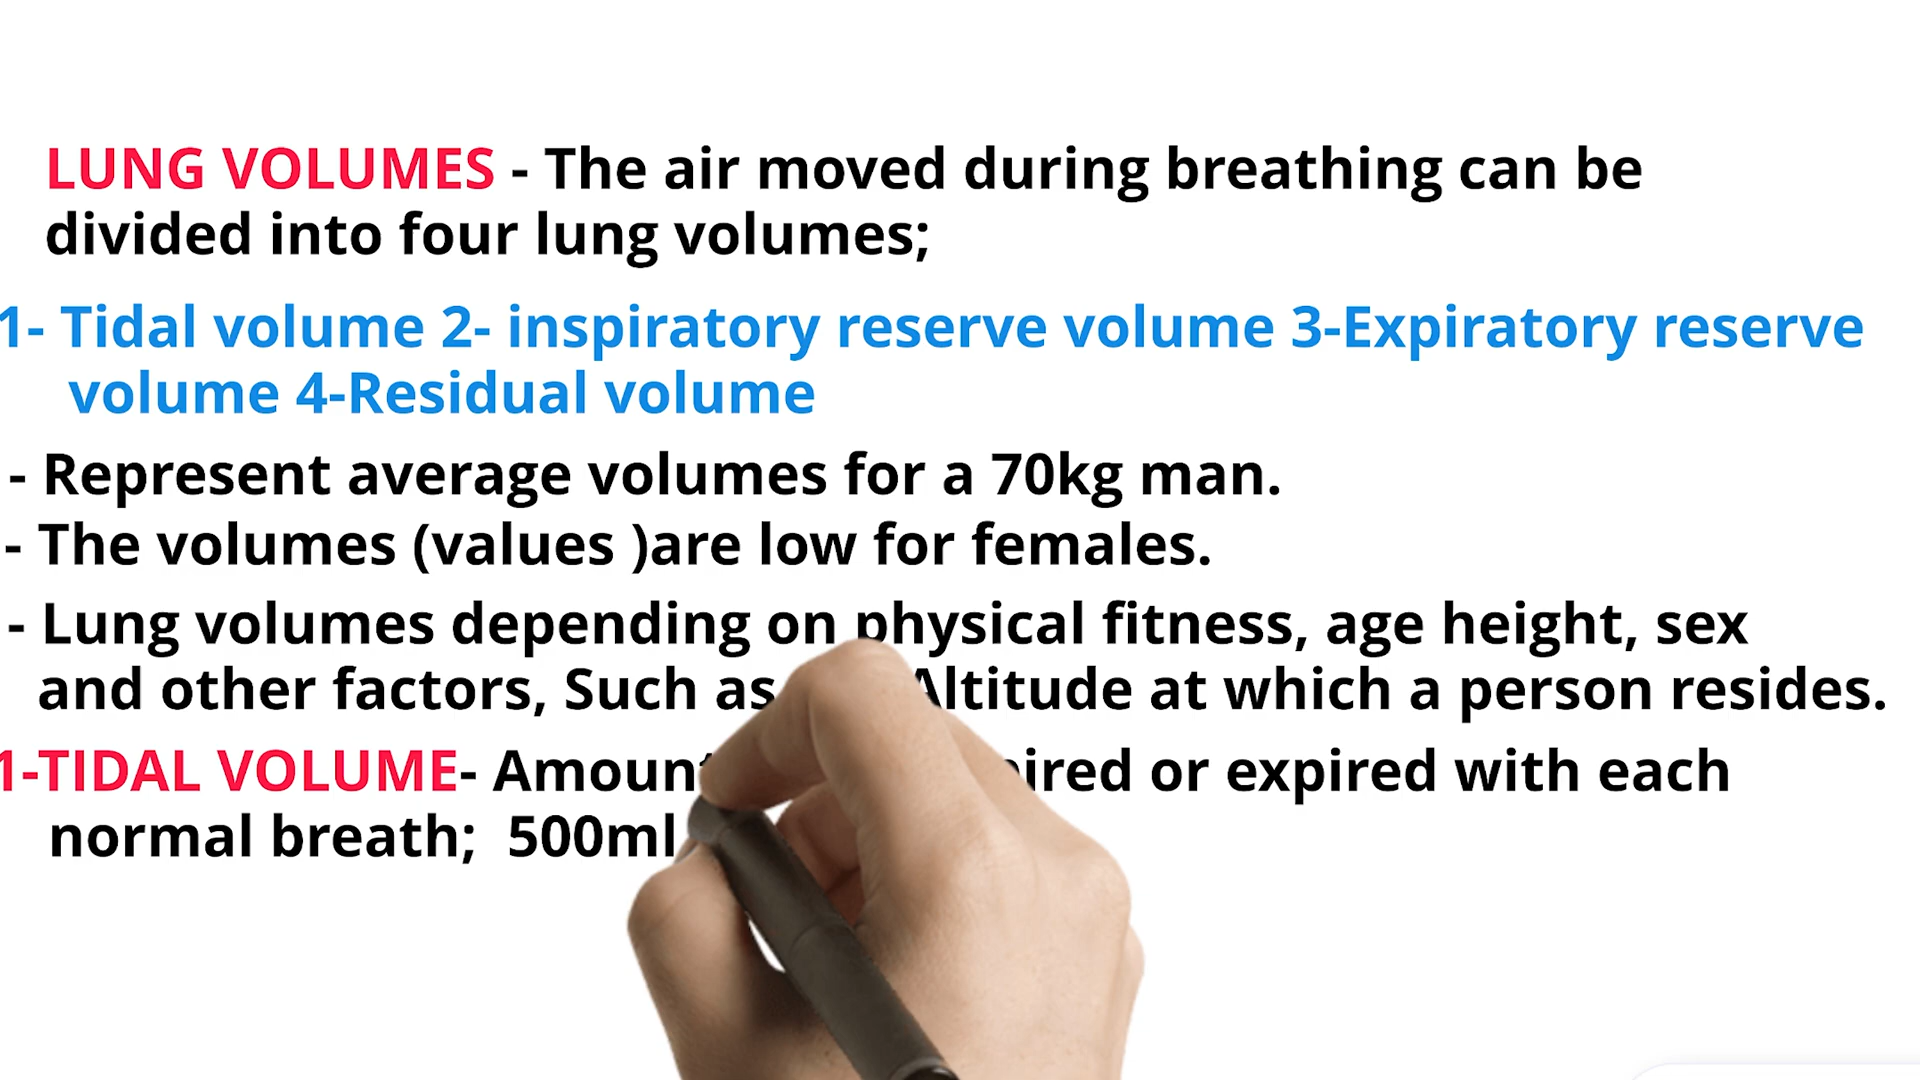 LUNG VOLUMES - The air moved during breathing can be
divided into four lung volumes;
1- Tidal volume 2- inspiratory reserve volume 3-Expiratory reserve
volume 4-Residual volume
- Represent average volumes for a 70kg man.
- The volumes (values )are low for females.
- Lung volumes depending on physical fitness, age height, sex
and other factors, Such as Altitude at which a person resides.
1-TIDAL VOLUME- Amount or expired with each
normal breath; 500ml